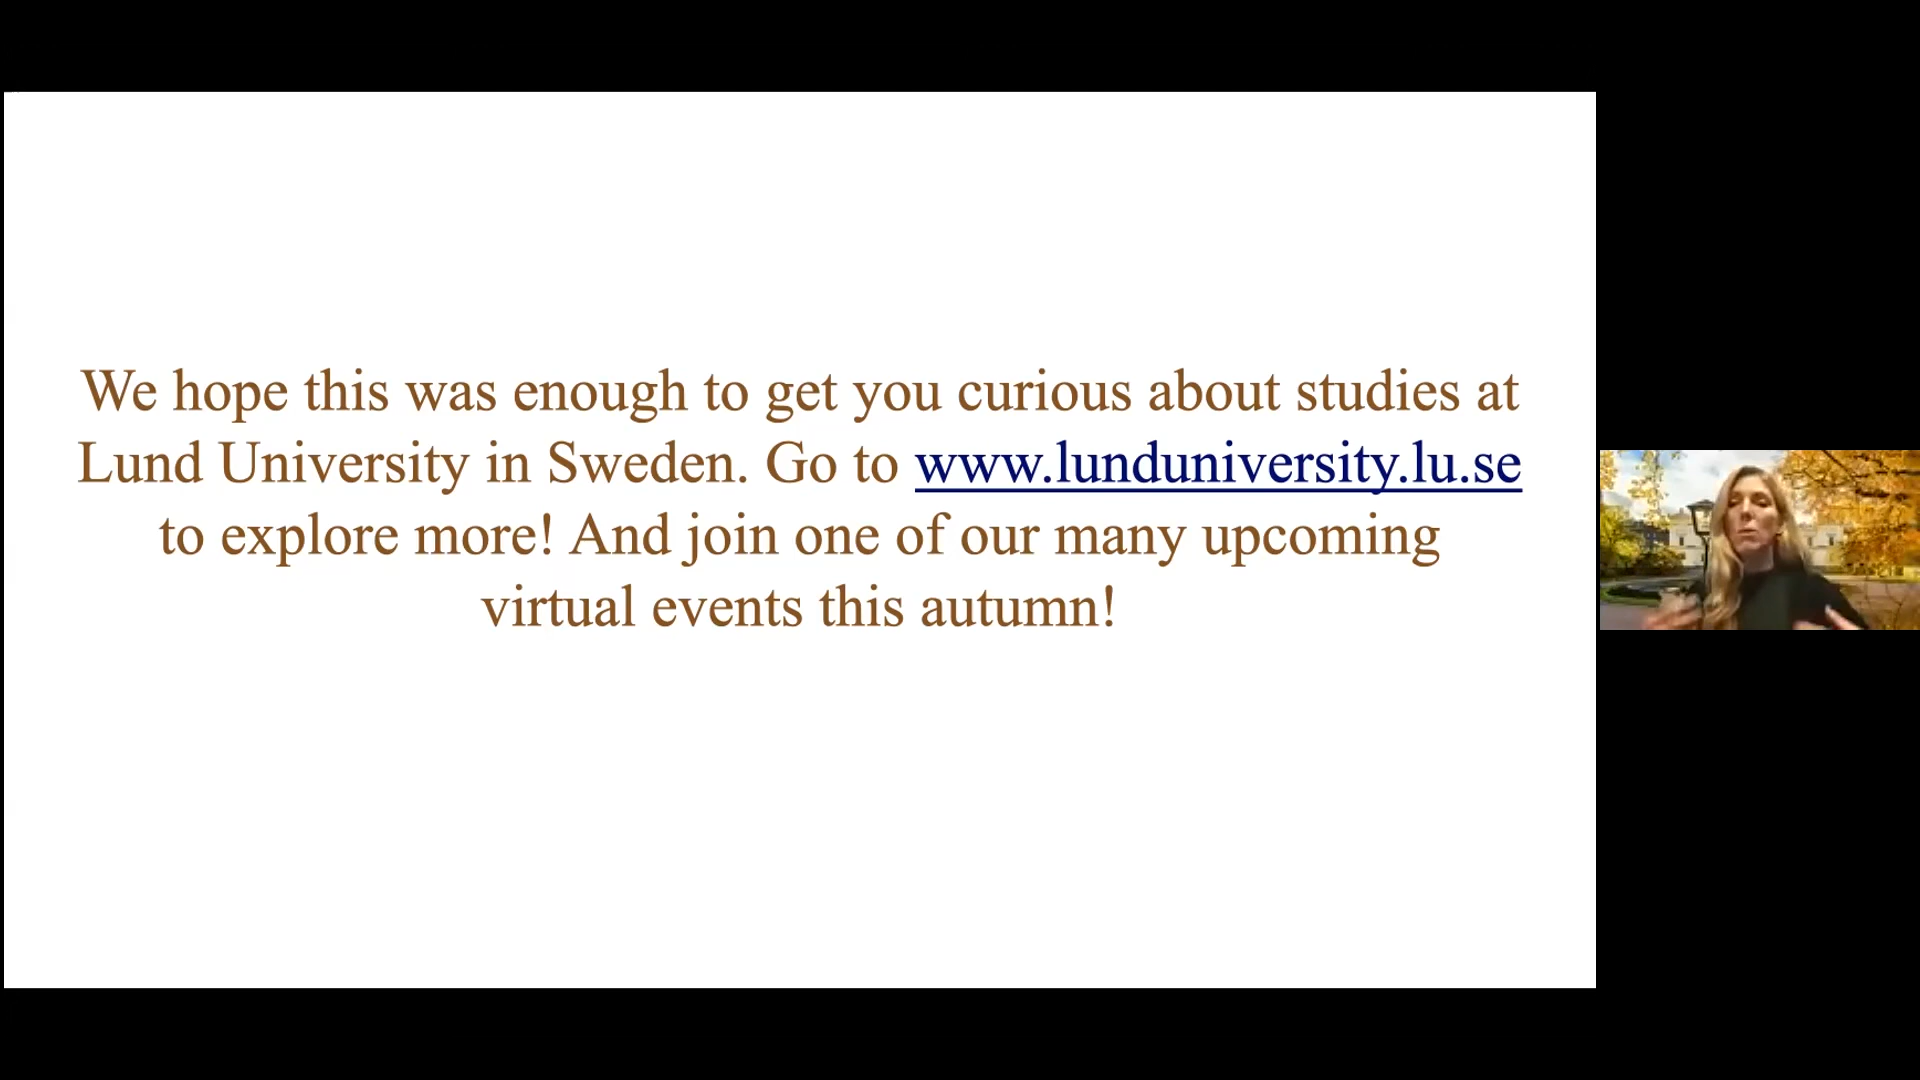 We hope this was enough to get you curious about studies at
Lund University in Sweden. Go to www.lunduniversity.lu.se
to explore more! And join one of our many upcoming
virtual events this autumn!